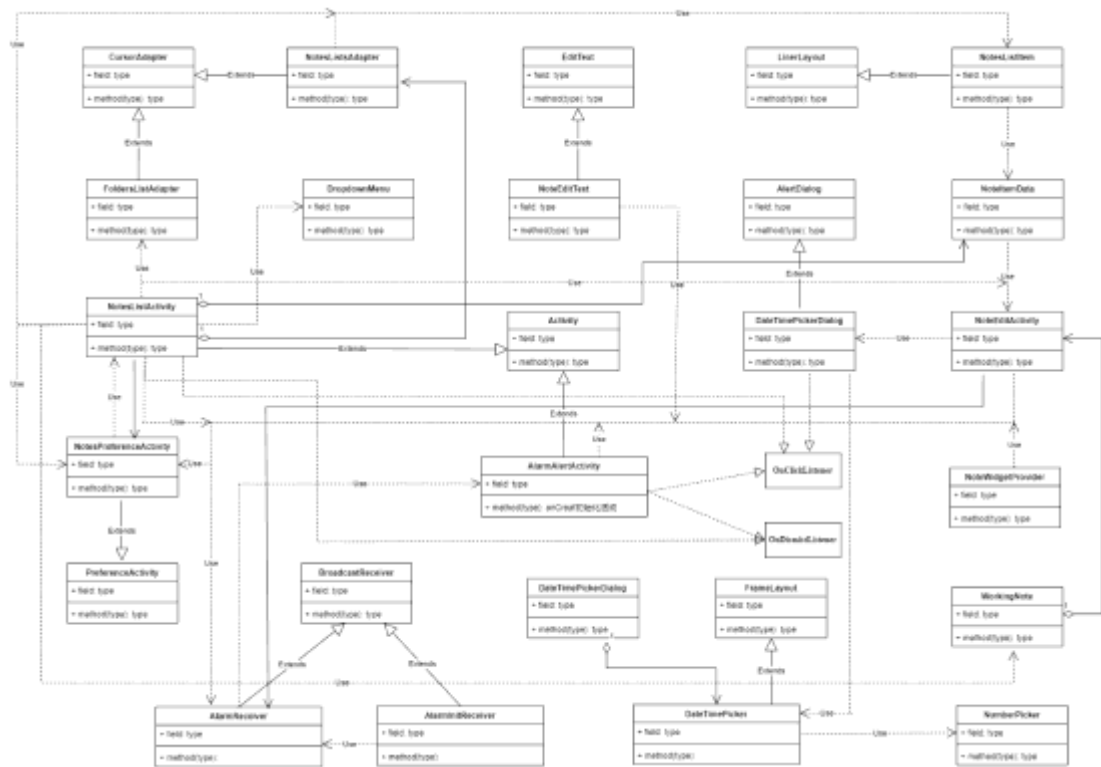 Use
Use
CursorAdapter
+ field: type
+ method(type): type
Extends
NotesListsAdapter
+ field: type
+ method(type): type
EditText
+ field: type
+ method(type): type
LinerLayout
+ field: type
+ method(type): type
Extends
NotesListItem
+ field: type
+ method(type): type
Use
Extends
Extends
Use
FoldersListAdapter
+ field: type
+ method(type): type
DropdownMenu
+ field: type
+ method(type): type
NoteEditText
+ field: type
+ method(type): type
AlertDialog
+ field: type
+ method(type): type
NoteItemData
+ field: type
+ method(type): type
Use
Use
Extends
Use
Use
Use
NotesListActivity
+ field: type
+ method(type): type
1
1
Extends
Activity
+ field: type
+ method(type): type
DateTimePickerDialog
+ field: type
+ method(type): type
Use
NoteEditActivity
+ field: type
+ method(type): type
Use
Use
Use
Extends
Use
NotesPreferenceActivity
+ field: type
+ method(type): type
Use
Use
AlarmAlertActivity
+ field: type
+ method(type):
OnClickListener
Use
NoteWidgetProvider
+ field: type
+ method(type): type
Extends
Use
OnDismissListener
PreferenceActivity
+ field: type
+ method(type): type
BroadcastReceiver
+ field: type
+ method(type): type
DateTimePickerDialog
+ field: type
+ method(type): type
FrameLayout
+ field: type
+ method(type): type
WorkingNote
+ field: type
+ method(type): type
Extends
Extends
Extends
Use
AlarmReceiver
+ field: type
+ method(type):
Use
AlarmInitReceiver
+ field: type
+ method(type):
DateTimePicker
+ field: type
+ method(type): type
Use
Use
NumberPicker
+ field: type
+ method(type): type